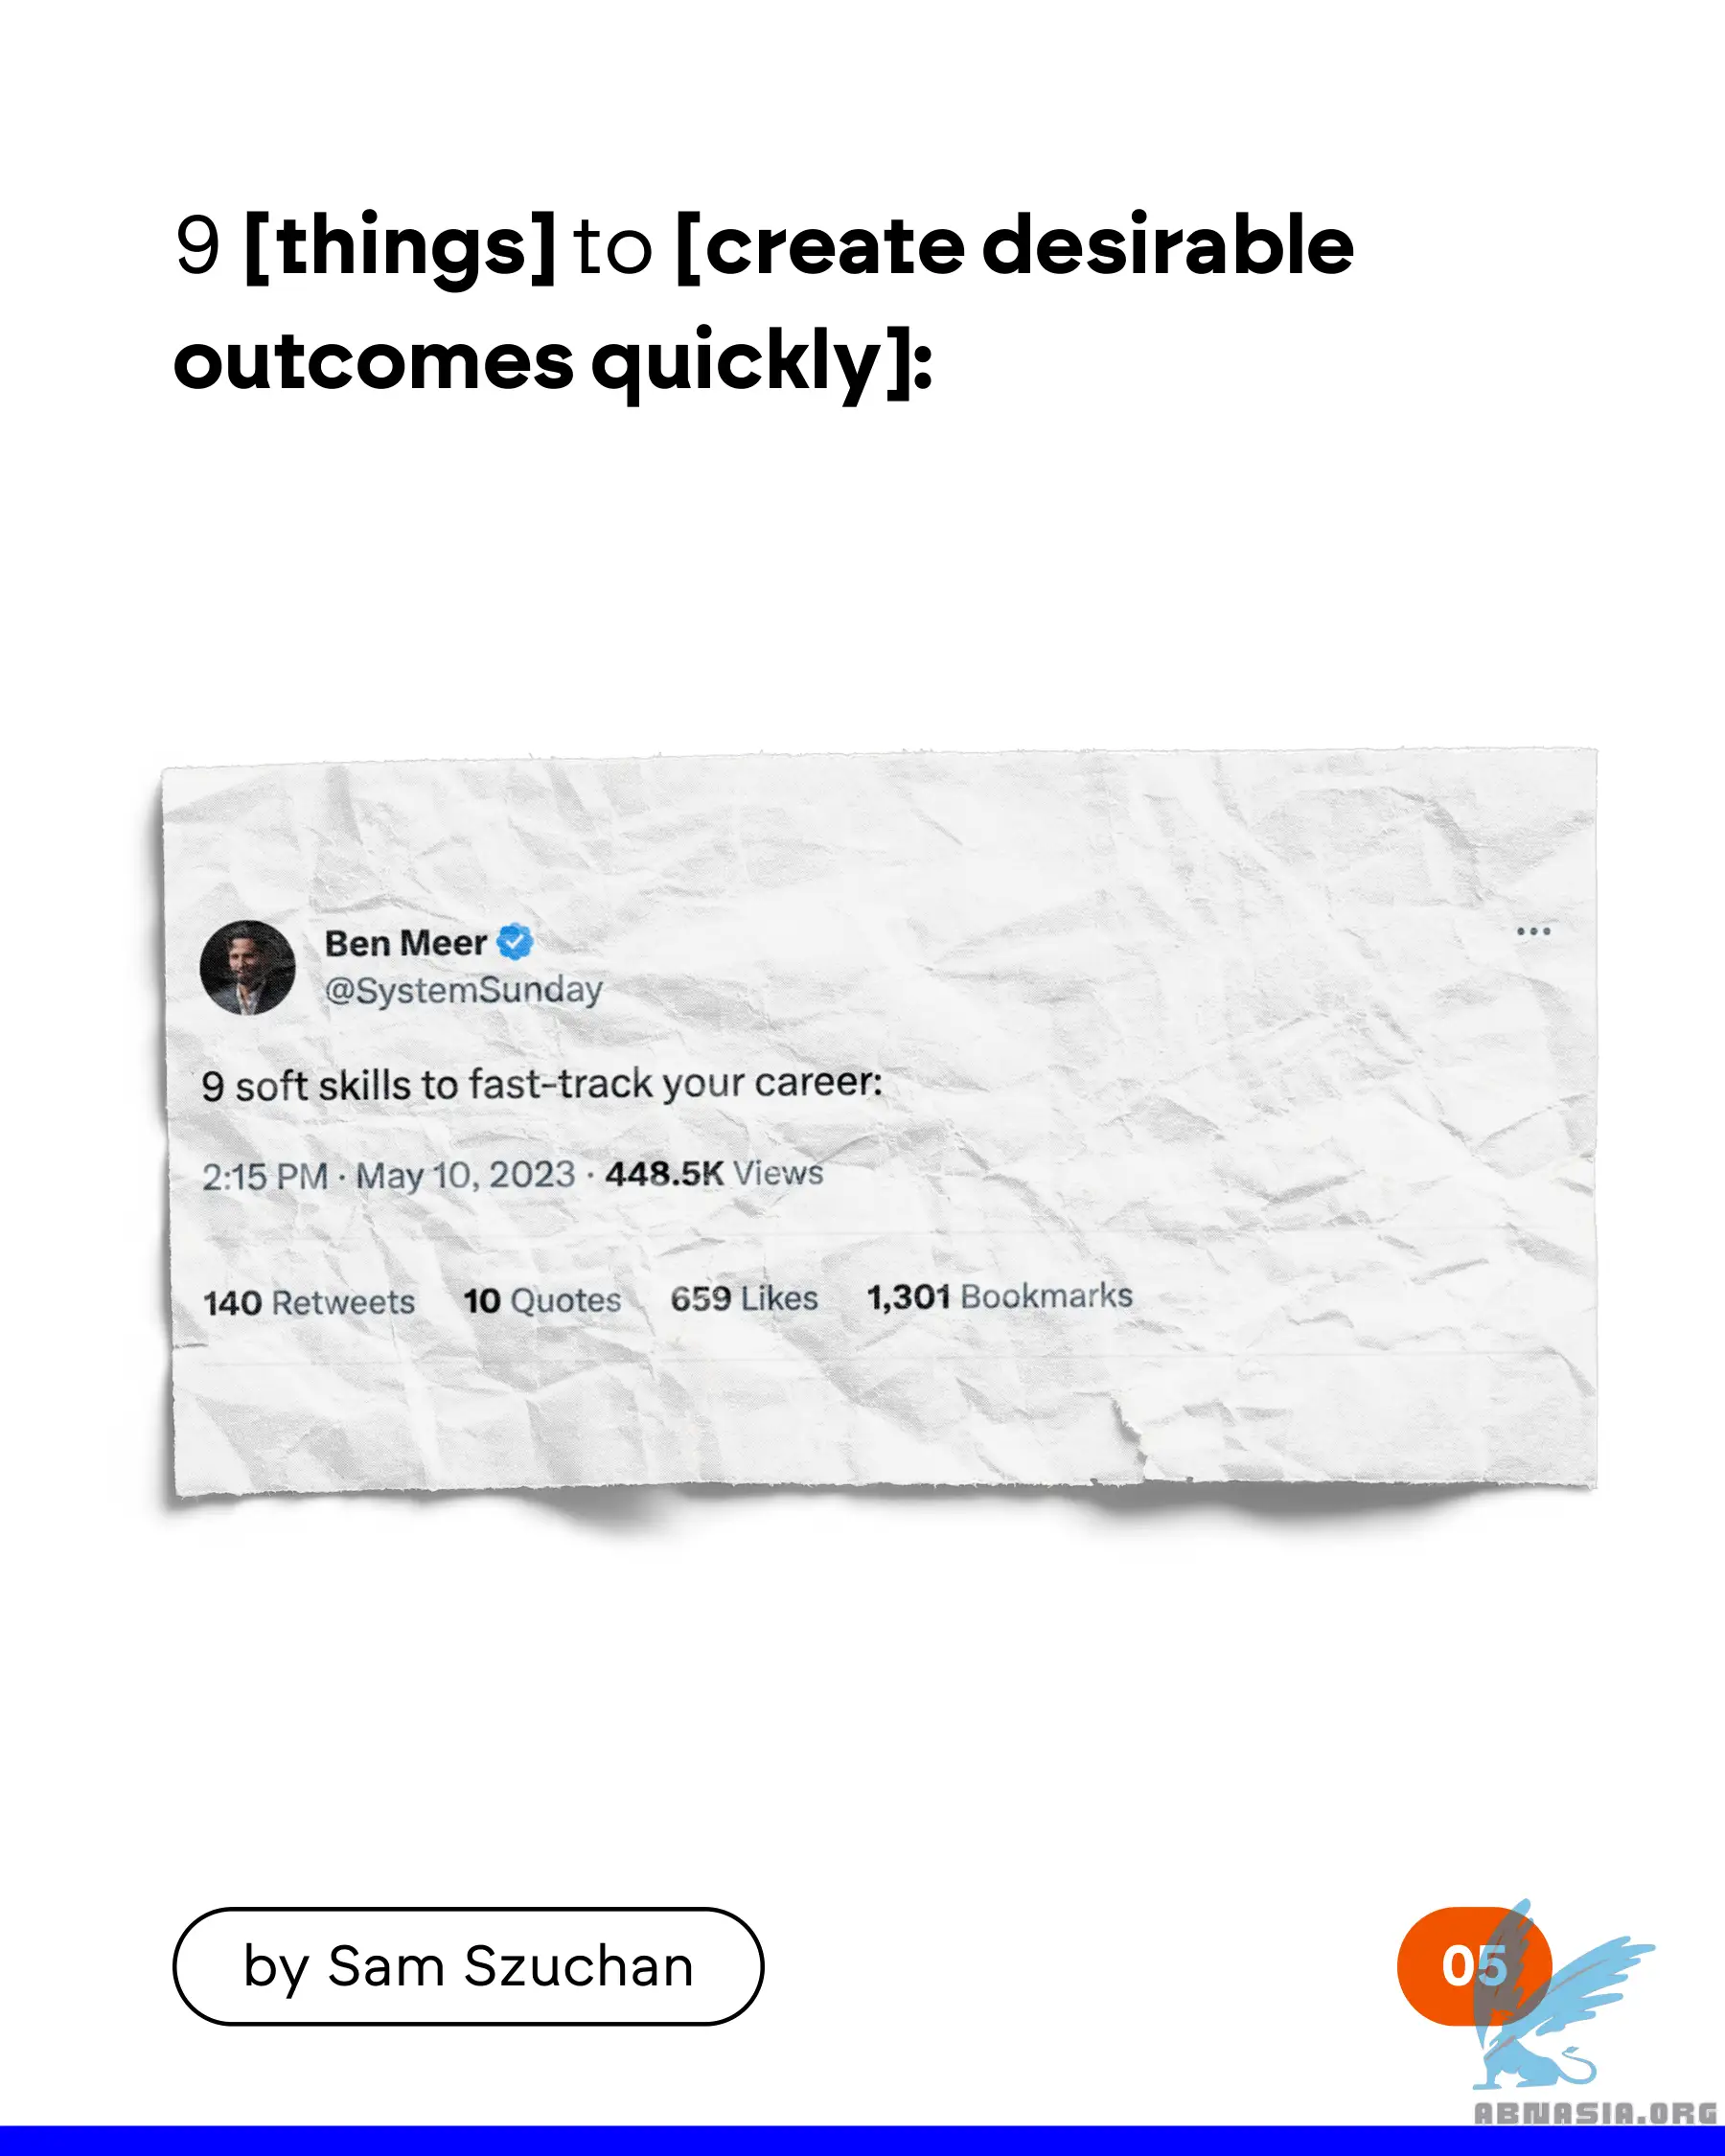 9 [things] to [create desirable
outcomes quickly]:
Ben Meer
@SystemSunday
9 soft skills to fast-track your career:
2:15 PM · May 10, 2023 · 448.5K Views
140 Retweets 10 Quotes 659 Likes 1,301 Bookmarks
by Sam Szuchan
05
ABNASIA.ORG